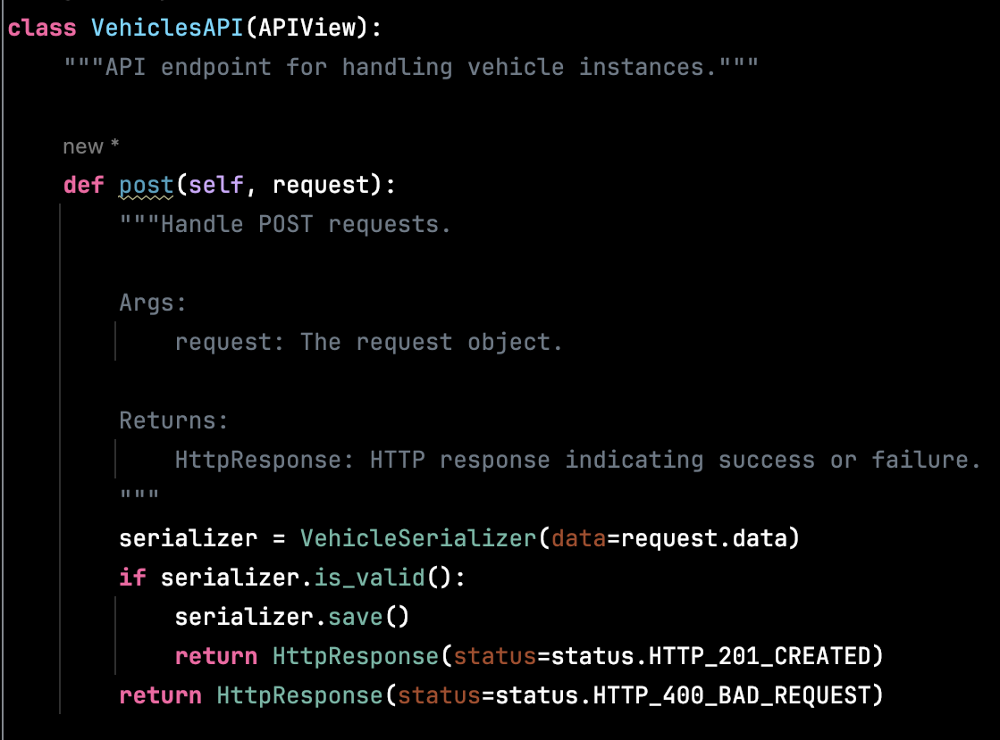 class VehiclesAPI(APIView):
    """API endpoint for handling vehicle instances."""
    new *
    def post(self, request):
        """Handle POST requests.
        Args:
            request: The request object.
        Returns:
            HttpResponse: HTTP response indicating success or failure.
        """
        serializer = VehicleSerializer(data=request.data)
        if serializer.is_valid():
            serializer.save()
            return HttpResponse(status=status.HTTP_201_CREATED)
        return HttpResponse(status=status.HTTP_400_BAD_REQUEST)